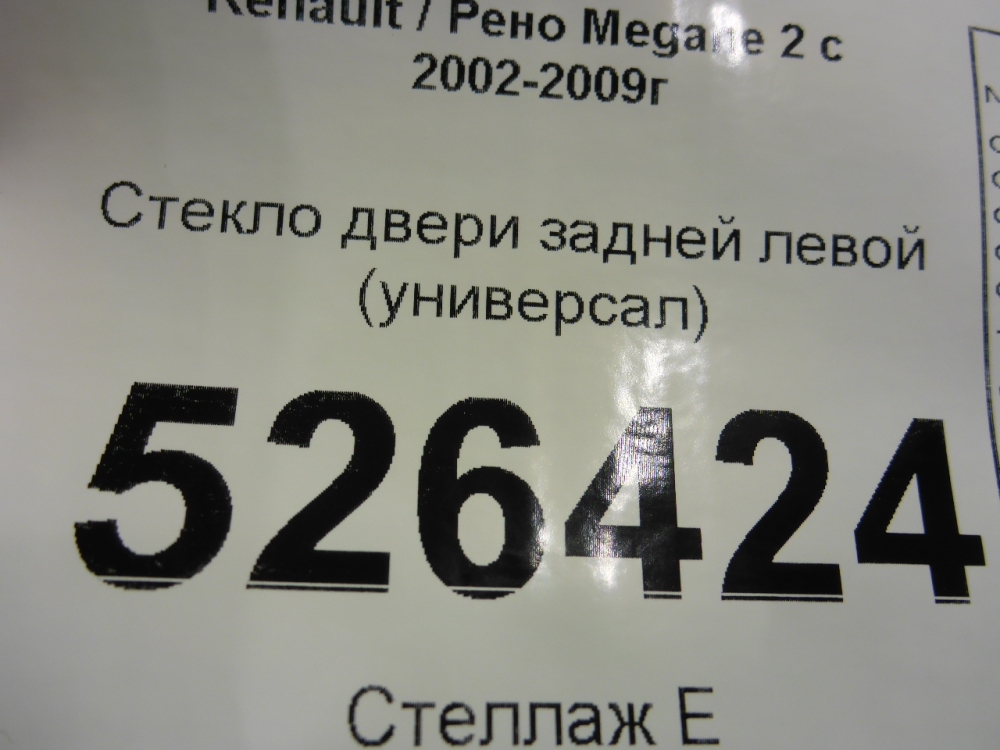 Renault / Рено Megane 2 с
2002-2009г
Стекло двери задней левой
(универсал)
526424
Стеллаж Е